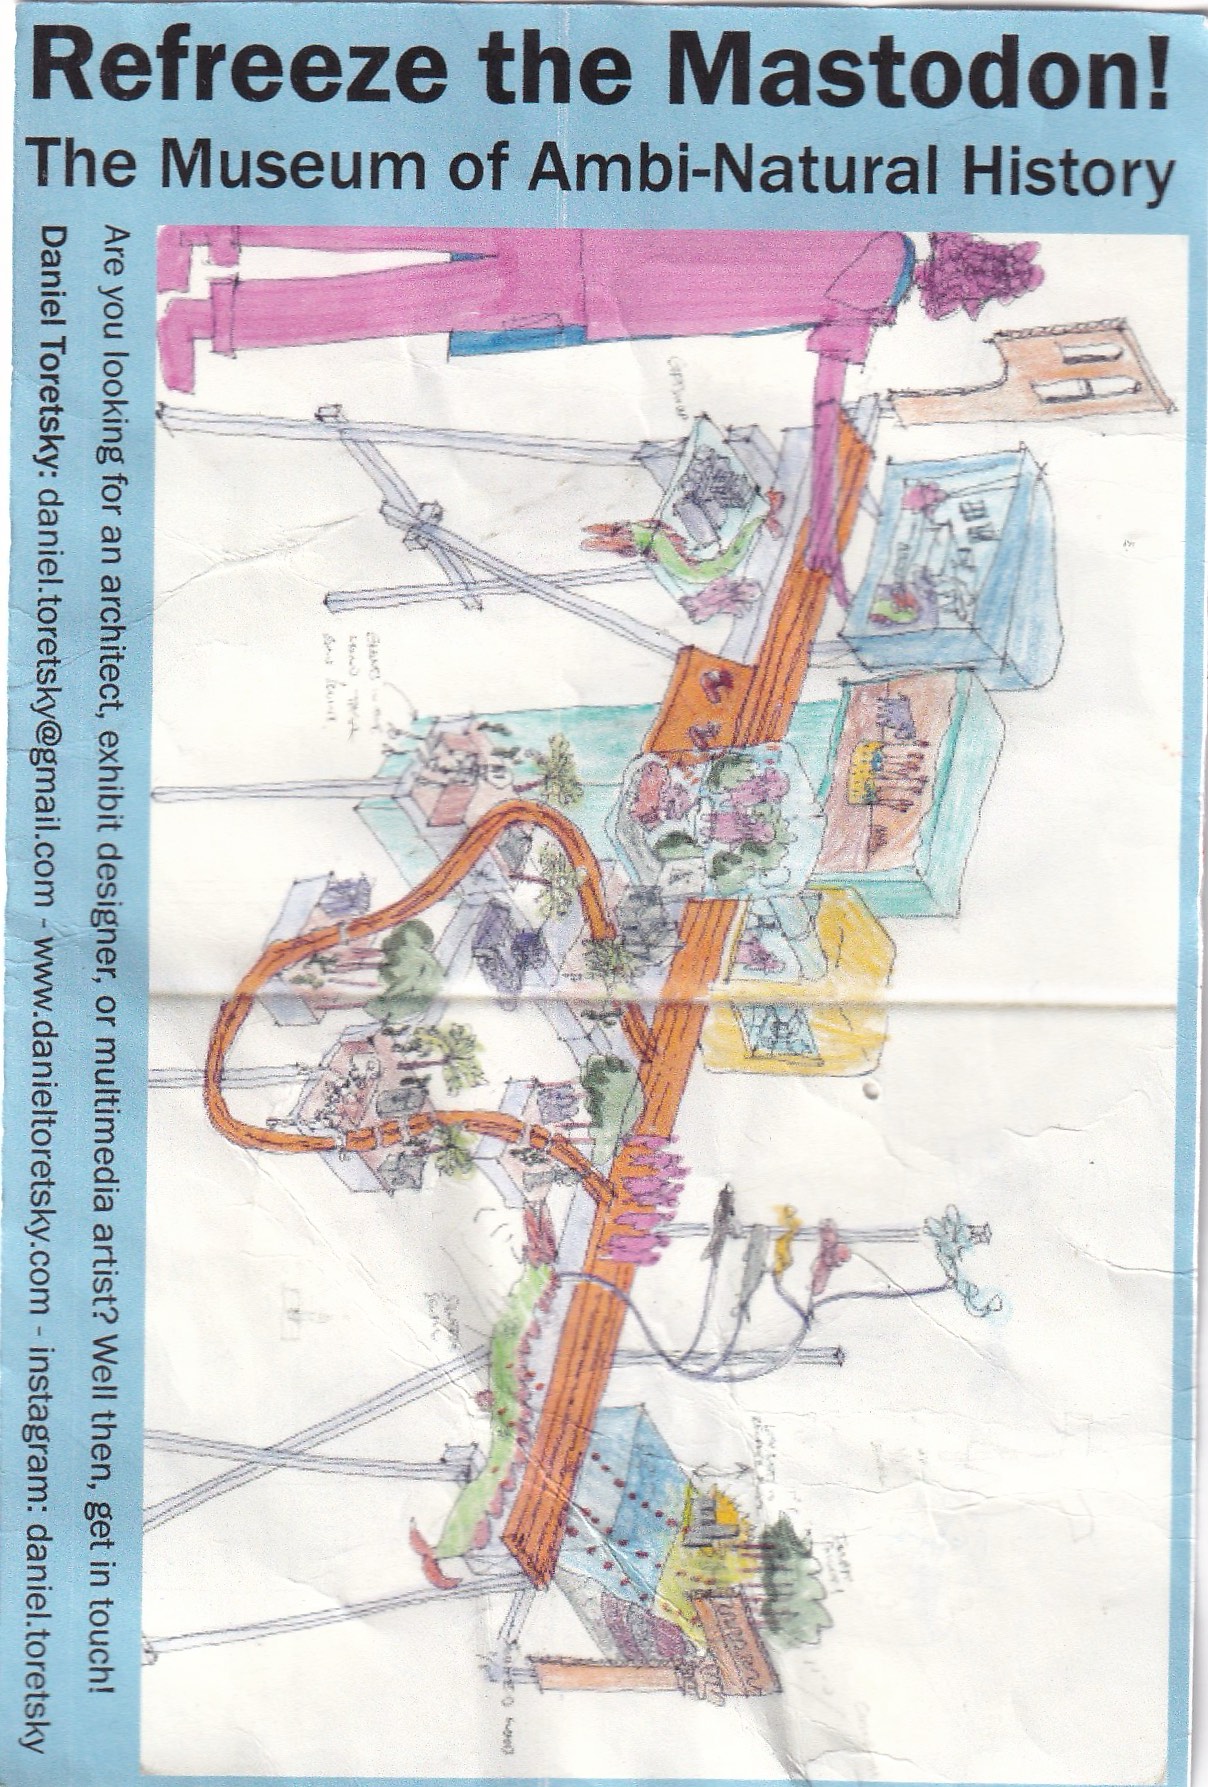 Refreeze the Mastodon!
The Museum of Ambi-Natural History
Are you looking for an architect, exhibit designer, or multimedia artist? Well then, get in touch!
Daniel Toretsky: daniel.toretsky@gmail.com - www.danieltoretsky.com - instagram: daniel.toretsky